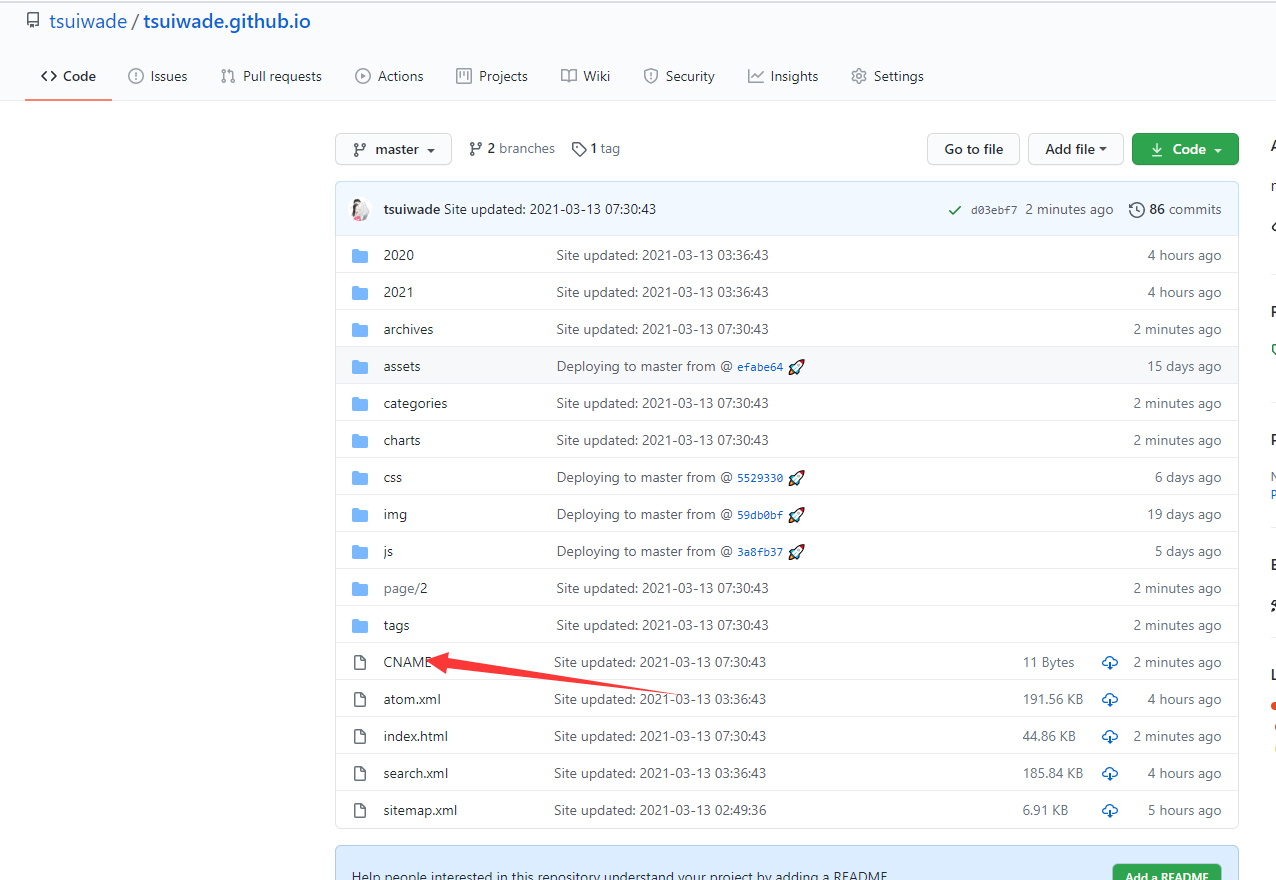 tsuiwade / tsuiwade.github.io
Code Issues Pull requests Actions Projects Wiki Security Insights Settings
master 2 branches 1 tag Go to file Add file Code
tsuiwade Site updated: 2021-03-13 07:30:43 d03ebf7 2 minutes ago 86 commits
2020 Site updated: 2021-03-13 03:36:43 4 hours ago
2021 Site updated: 2021-03-13 03:36:43 4 hours ago
archives Site updated: 2021-03-13 07:30:43 2 minutes ago
assets Deploying to master from @ efabe64 🚀 15 days ago
categories Site updated: 2021-03-13 07:30:43 2 minutes ago
charts Site updated: 2021-03-13 07:30:43 2 minutes ago
css Deploying to master from @ 5529330 🚀 6 days ago
img Deploying to master from @ 59db0bf 🚀 19 days ago
js Deploying to master from @ 3a8fb37 🚀 5 days ago
page/2 Site updated: 2021-03-13 07:30:43 2 minutes ago
tags Site updated: 2021-03-13 07:30:43 2 minutes ago
CNAME Site updated: 2021-03-13 07:30:43 11 Bytes 2 minutes ago
atom.xml Site updated: 2021-03-13 03:36:43 191.56 KB 4 hours ago
index.html Site updated: 2021-03-13 07:30:43 44.86 KB 2 minutes ago
search.xml Site updated: 2021-03-13 03:36:43 185.84 KB 4 hours ago
sitemap.xml Site updated: 2021-03-13 02:49:36 6.91 KB 5 hours ago
Help people interested in this repository understand your project by adding a README. Add a README